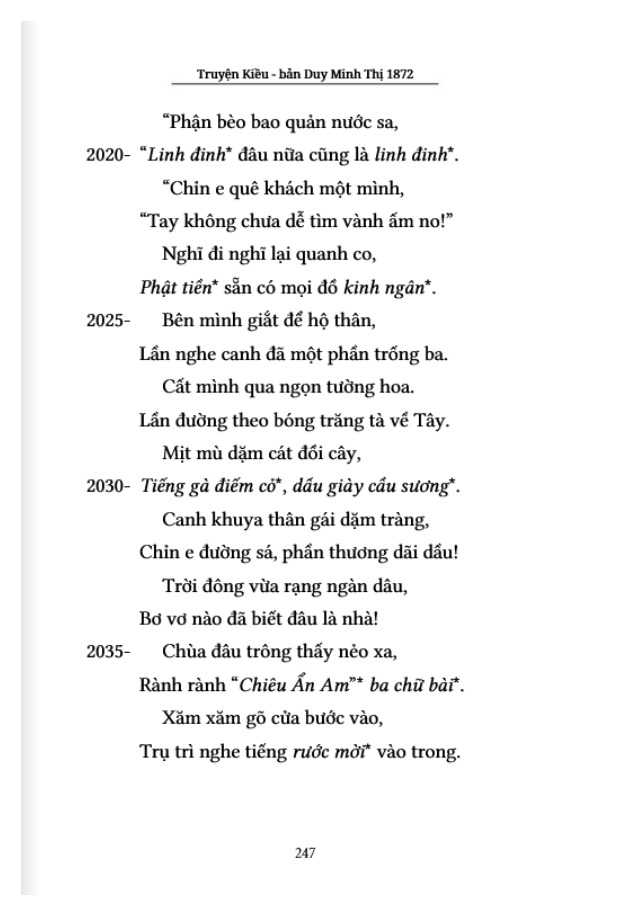 Truyện Kiều - bản Duy Minh Thị 1872
“Phận bèo bao quản nước sa,
2020- “Linh đinh* đâu nữa cũng là linh đinh*.
“Chỉn e quê khách một mình,
“Tay không chưa dễ tìm vành ấm no!”
Nghĩ đi nghĩ lại quanh co,
Phật tiền* sẵn có mọi đồ kinh ngân*.
2025- Bên mình giắt để hộ thân,
Lần nghe canh đã một phần trống ba.
Cất mình qua ngọn tường hoa.
Lần đường theo bóng trăng tà về Tây.
Mịt mù dặm cát đồi cây,
2030- Tiếng gà điếm cỏ*, dấu giày cầu sương*.
Canh khuya thân gái dặm tràng,
Chỉn e đường sá, phần thương dãi dầu!
Trời đông vừa rạng ngàn dâu,
Bơ vơ nào đã biết đâu là nhà!
2035- Chùa đâu trông thấy nẻo xa,
Rành rành “Chiêu Ẩn Am”* ba chữ bài*.
Xăm xăm gõ cửa bước vào,
Trụ trì nghe tiếng rước mời* vào trong.
247